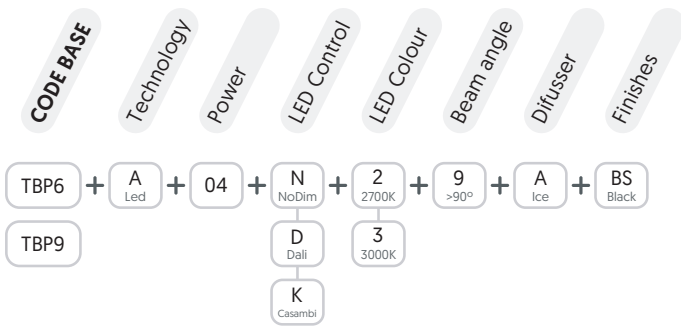 CODE BASE
Technology
Power
LED Control
LED Colour
Beam angle
Difusser
Finishes
TBP6 + A + 04 + N + 2 + 9 + A + BS
Led NoDim 2700K >90º Ice Black
TBP9 D 3
Dali 3000K
K
Casambi